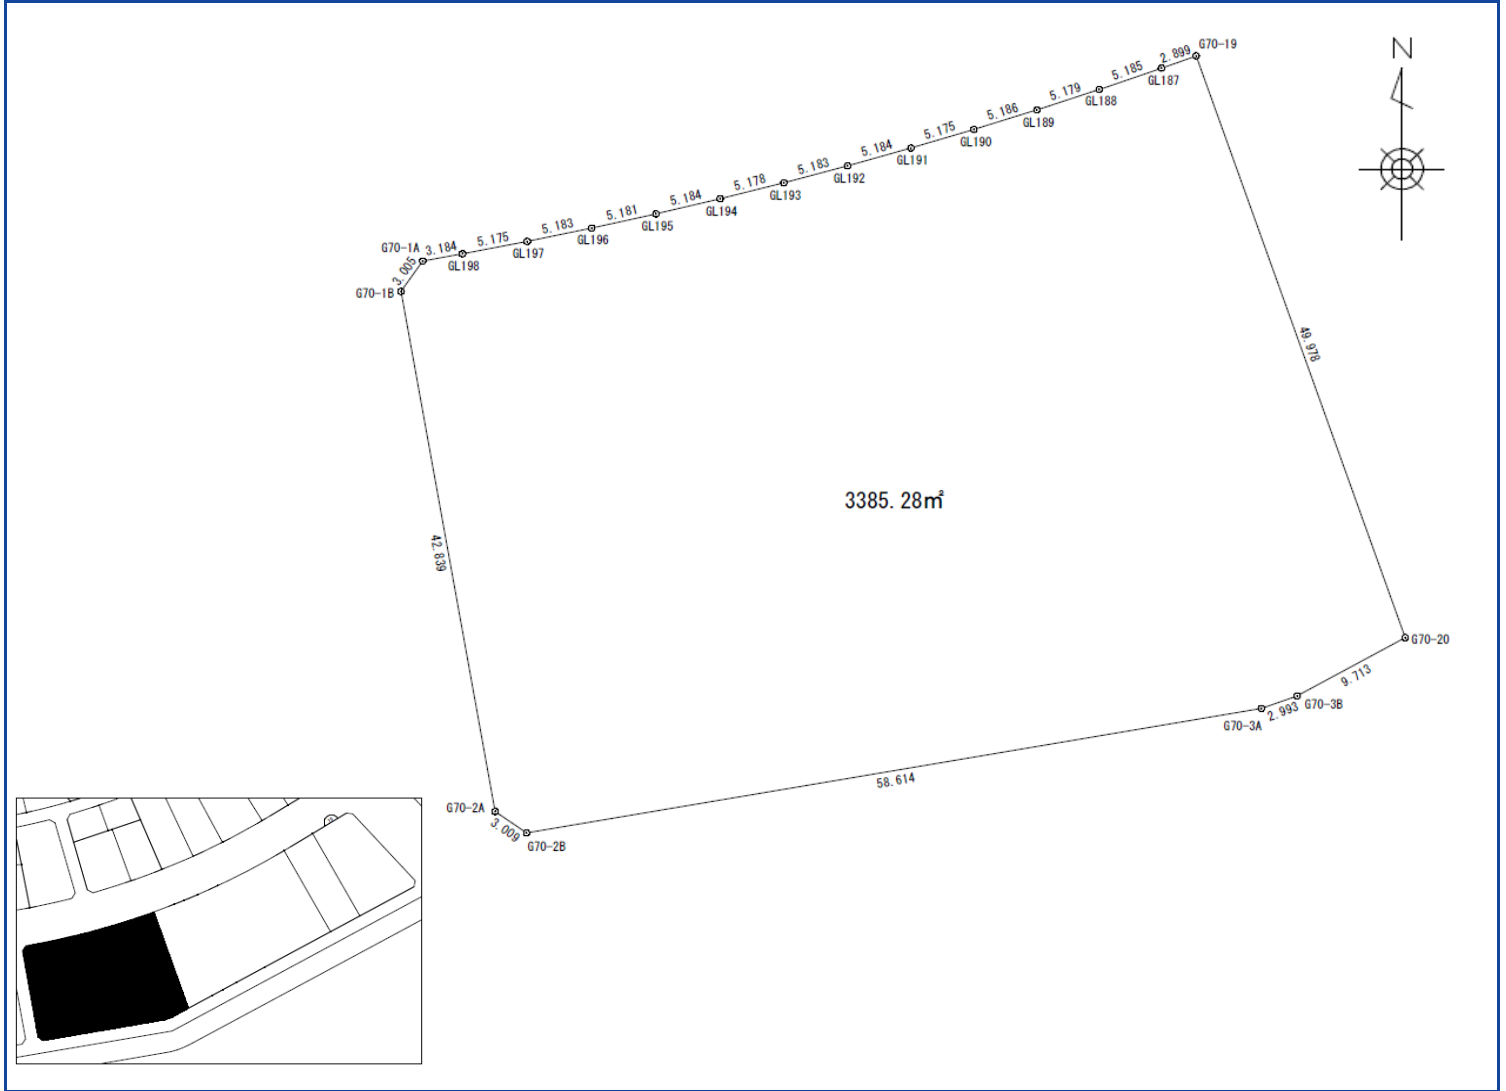 N
G70-19
2.899
GL187
5.185
GL188
5.179
GL189
5.186
GL190
5.175
GL191
5.184
GL192
5.183
GL193
5.178
GL194
5.184
GL195
5.181
GL196
5.183
GL197
5.175
GL198
3.184
G70-1A
3.005
G70-1B
49.978
42.839
3385.28㎡
G70-20
9.713
G70-3B
2.993
G70-3A
58.614
G70-2A
3.009
G70-2B